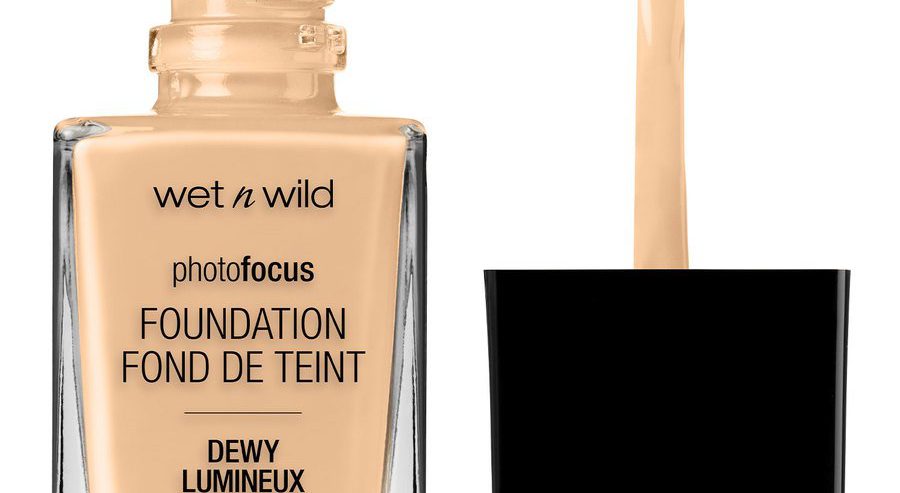 wet n wild
photofocus
FOUNDATION
FOND DE TEINT
DEWY
LUMINEUX